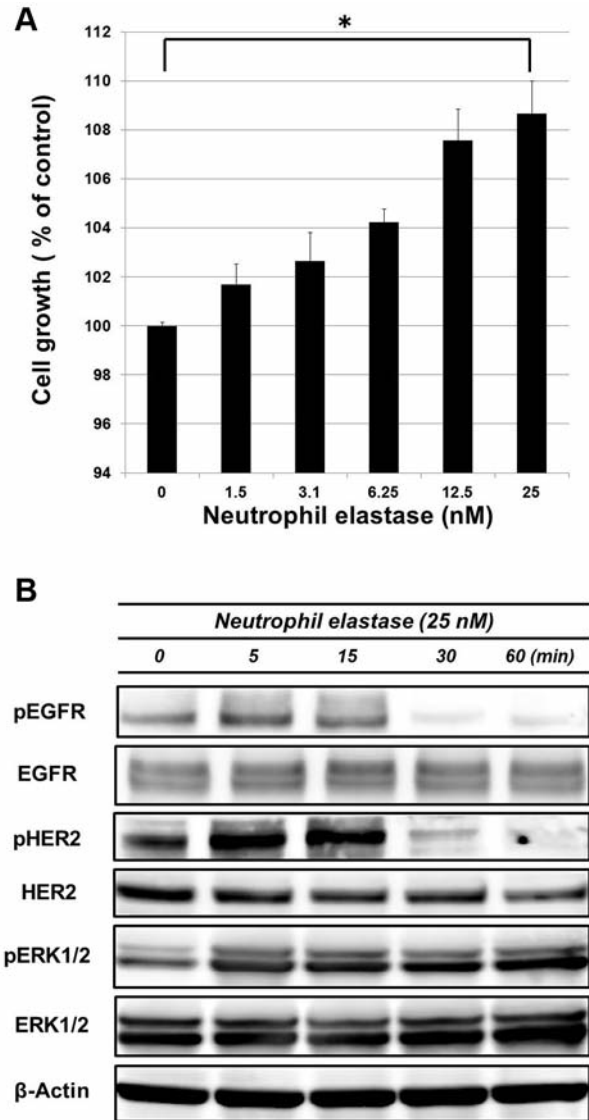 A
*
112
110
108
106
104
102
100
98
96
94
Cell growth ( % of control)
0 1.5 3.1 6.25 12.5 25
Neutrophil elastase (nM)
B
Neutrophil elastase (25 nM)
0 5 15 30 60 (min)
pEGFR
EGFR
pHER2
HER2
pERK1/2
ERK1/2
β-Actin